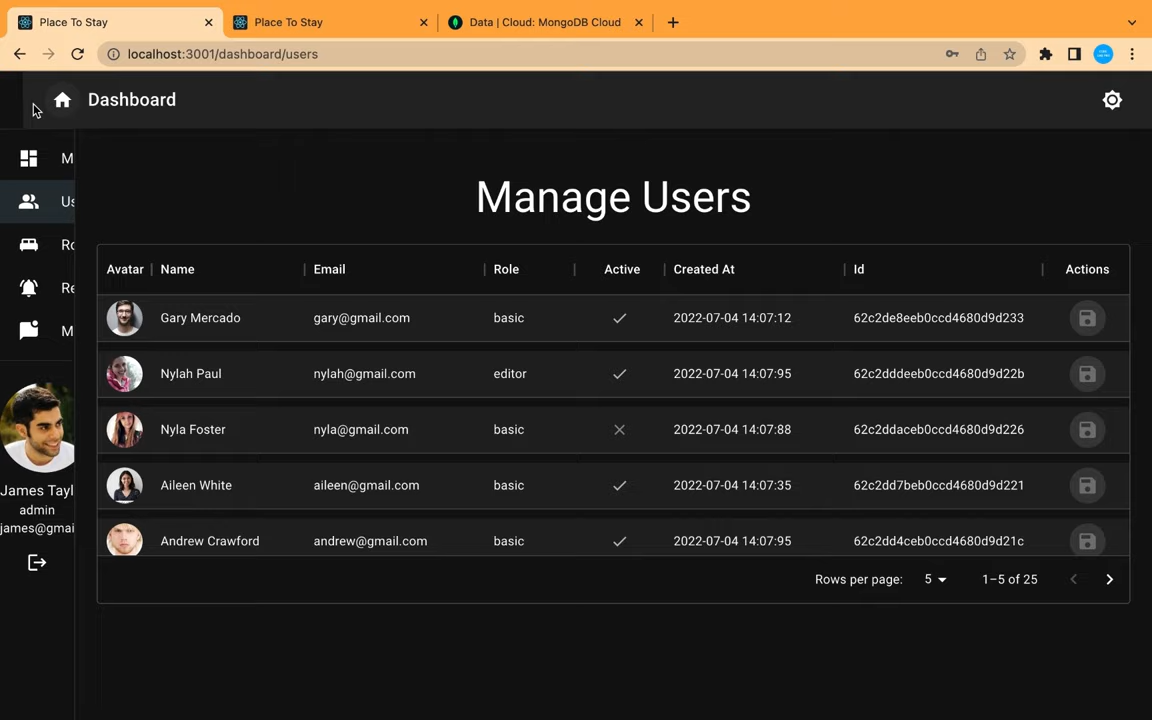 Place To Stay
Place To Stay
Data | Cloud: MongoDB Cloud
localhost:3001/dashboard/users
Dashboard
M
Us
Ro
Re
M
James Tayl
admin
james@gmai
Manage Users
Avatar Name Email Role Active Created At Id Actions
Gary Mercado gary@gmail.com basic 2022-07-04 14:07:12 62c2de8eeb0ccd4680d9d233
Nylah Paul nylah@gmail.com editor 2022-07-04 14:07:95 62c2dddeeb0ccd4680d9d22b
Nyla Foster nyla@gmail.com basic 2022-07-04 14:07:88 62c2ddaceb0ccd4680d9d226
Aileen White aileen@gmail.com basic 2022-07-04 14:07:35 62c2dd7beb0ccd4680d9d221
Andrew Crawford andrew@gmail.com basic 2022-07-04 14:07:95 62c2dd4ceb0ccd4680d9d21c
Rows per page: 5 1–5 of 25